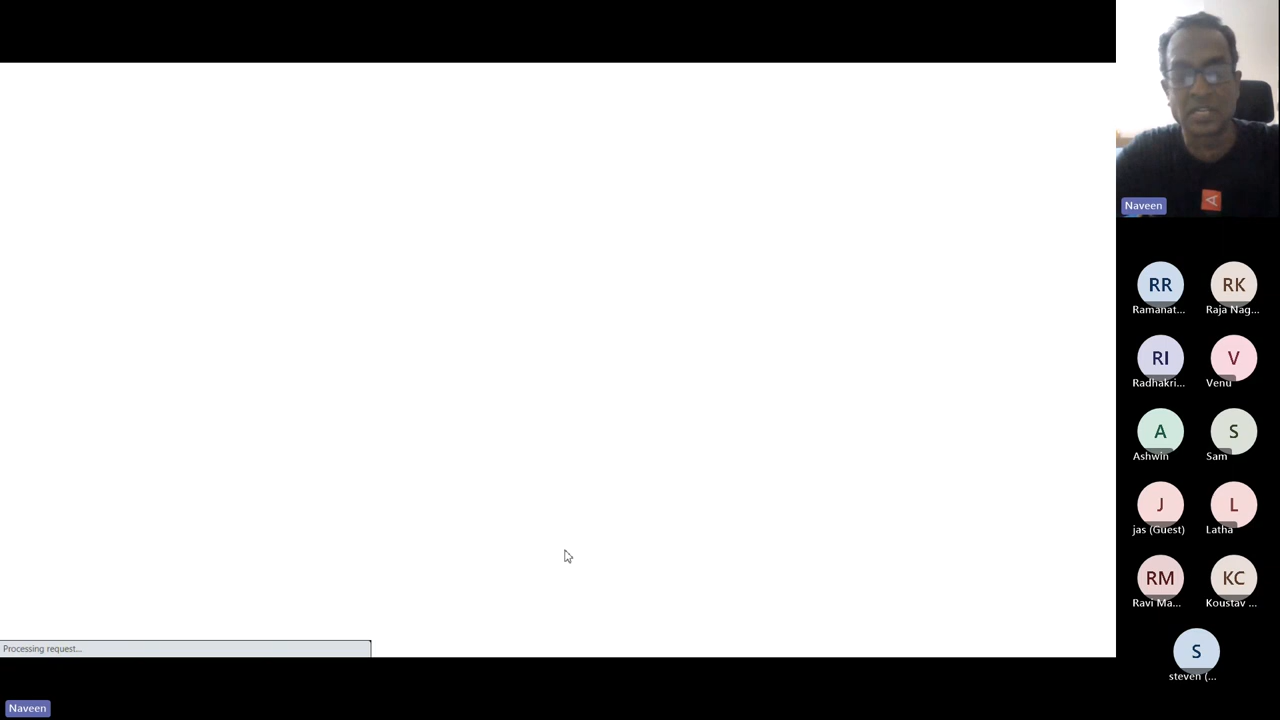 Naveen
RR
RK
Ramanat...
Raja Nag...
RI
V
Radhakri...
Venu
A
S
Ashwin
Sam
J
L
jas (Guest)
Latha
RM
KC
Ravi Ma...
Koustav ...
S
steven (...
Processing request...
Naveen